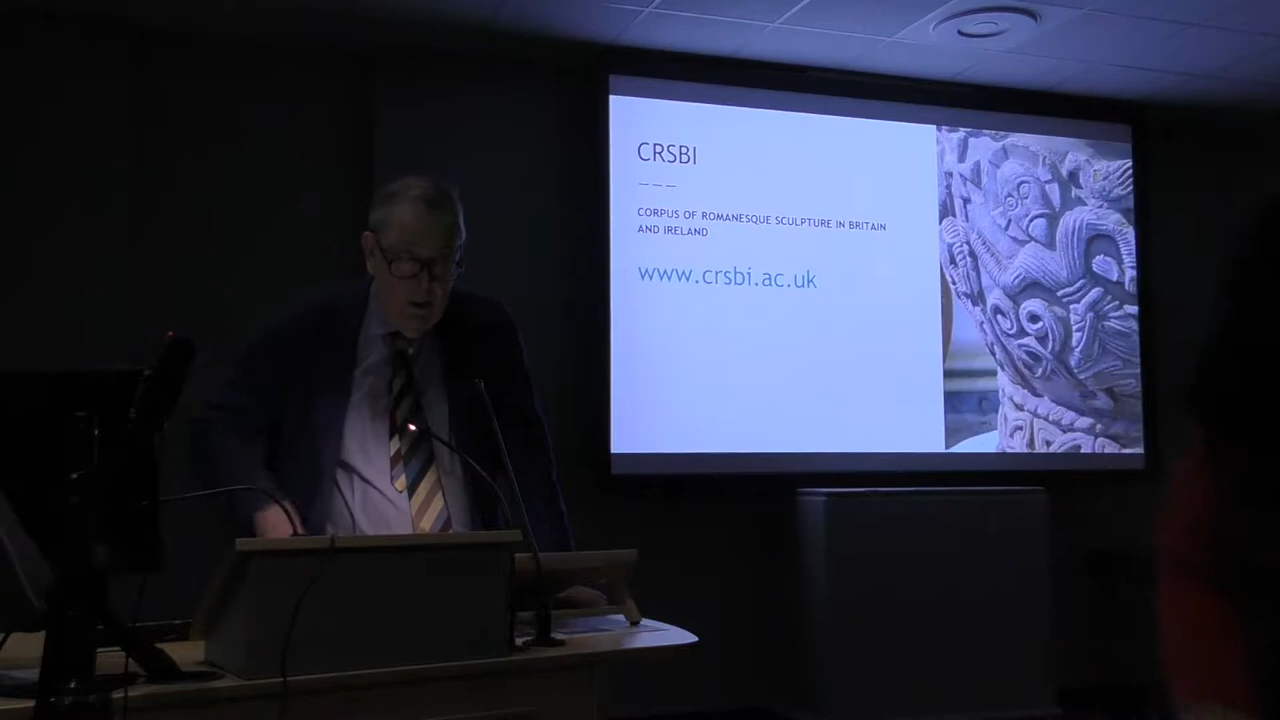 CRSBI
– – –
CORPUS OF ROMANESQUE SCULPTURE IN BRITAIN
AND IRELAND
www.crsbi.ac.uk